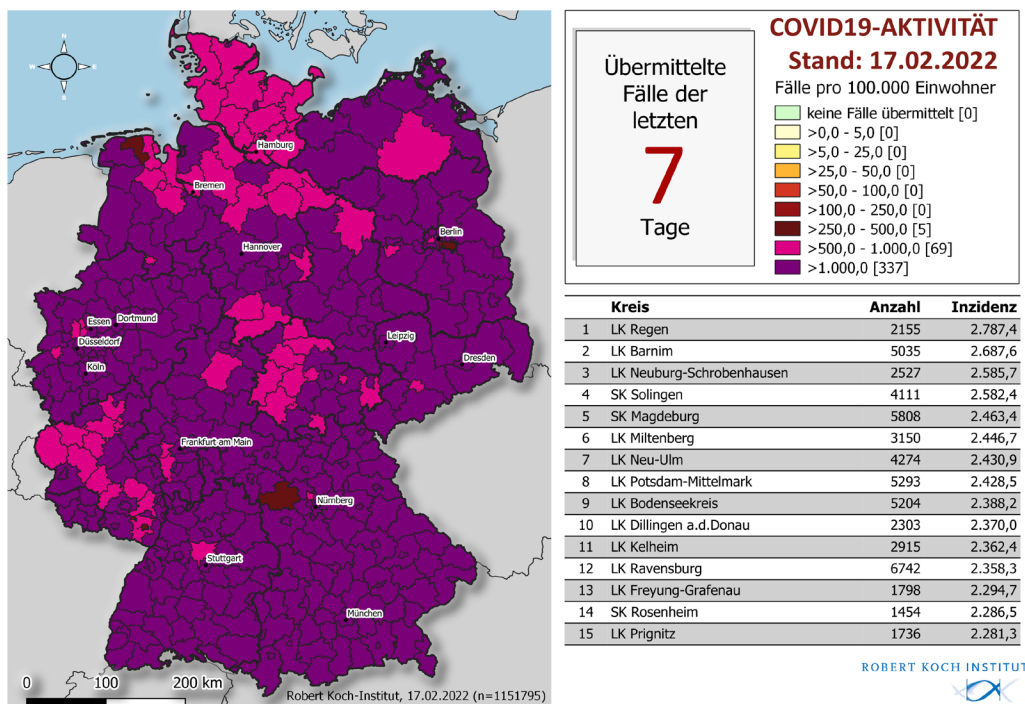 N
W
E
S
Hamburg
Bremen
Berlin
Hannover
Essen
Dortmund
Düsseldorf
Leipzig
Dresden
Köln
Frankfurt am Main
Nürnberg
Stuttgart
München
0 100 200 km
Robert Koch-Institut, 17.02.2022 (n=1151795)
Übermittelte
Fälle der
letzten
7
Tage
COVID19-AKTIVITÄT
Stand: 17.02.2022
Fälle pro 100.000 Einwohner
keine Fälle übermittelt [0]
>0,0 - 5,0 [0]
>5,0 - 25,0 [0]
>25,0 - 50,0 [0]
>50,0 - 100,0 [0]
>100,0 - 250,0 [0]
>250,0 - 500,0 [5]
>500,0 - 1.000,0 [69]
>1.000,0 [337]
Kreis Anzahl Inzidenz
1 LK Regen 2155 2.787,4
2 LK Barnim 5035 2.687,6
3 LK Neuburg-Schrobenhausen 2527 2.585,7
4 SK Solingen 4111 2.582,4
5 SK Magdeburg 5808 2.463,4
6 LK Miltenberg 3150 2.446,7
7 LK Neu-Ulm 4274 2.430,9
8 LK Potsdam-Mittelmark 5293 2.428,5
9 LK Bodenseekreis 5204 2.388,2
10 LK Dillingen a.d.Donau 2303 2.370,0
11 LK Kelheim 2915 2.362,4
12 LK Ravensburg 6742 2.358,3
13 LK Freyung-Grafenau 1798 2.294,7
14 SK Rosenheim 1454 2.286,5
15 LK Prignitz 1736 2.281,3
ROBERT KOCH INSTITUT